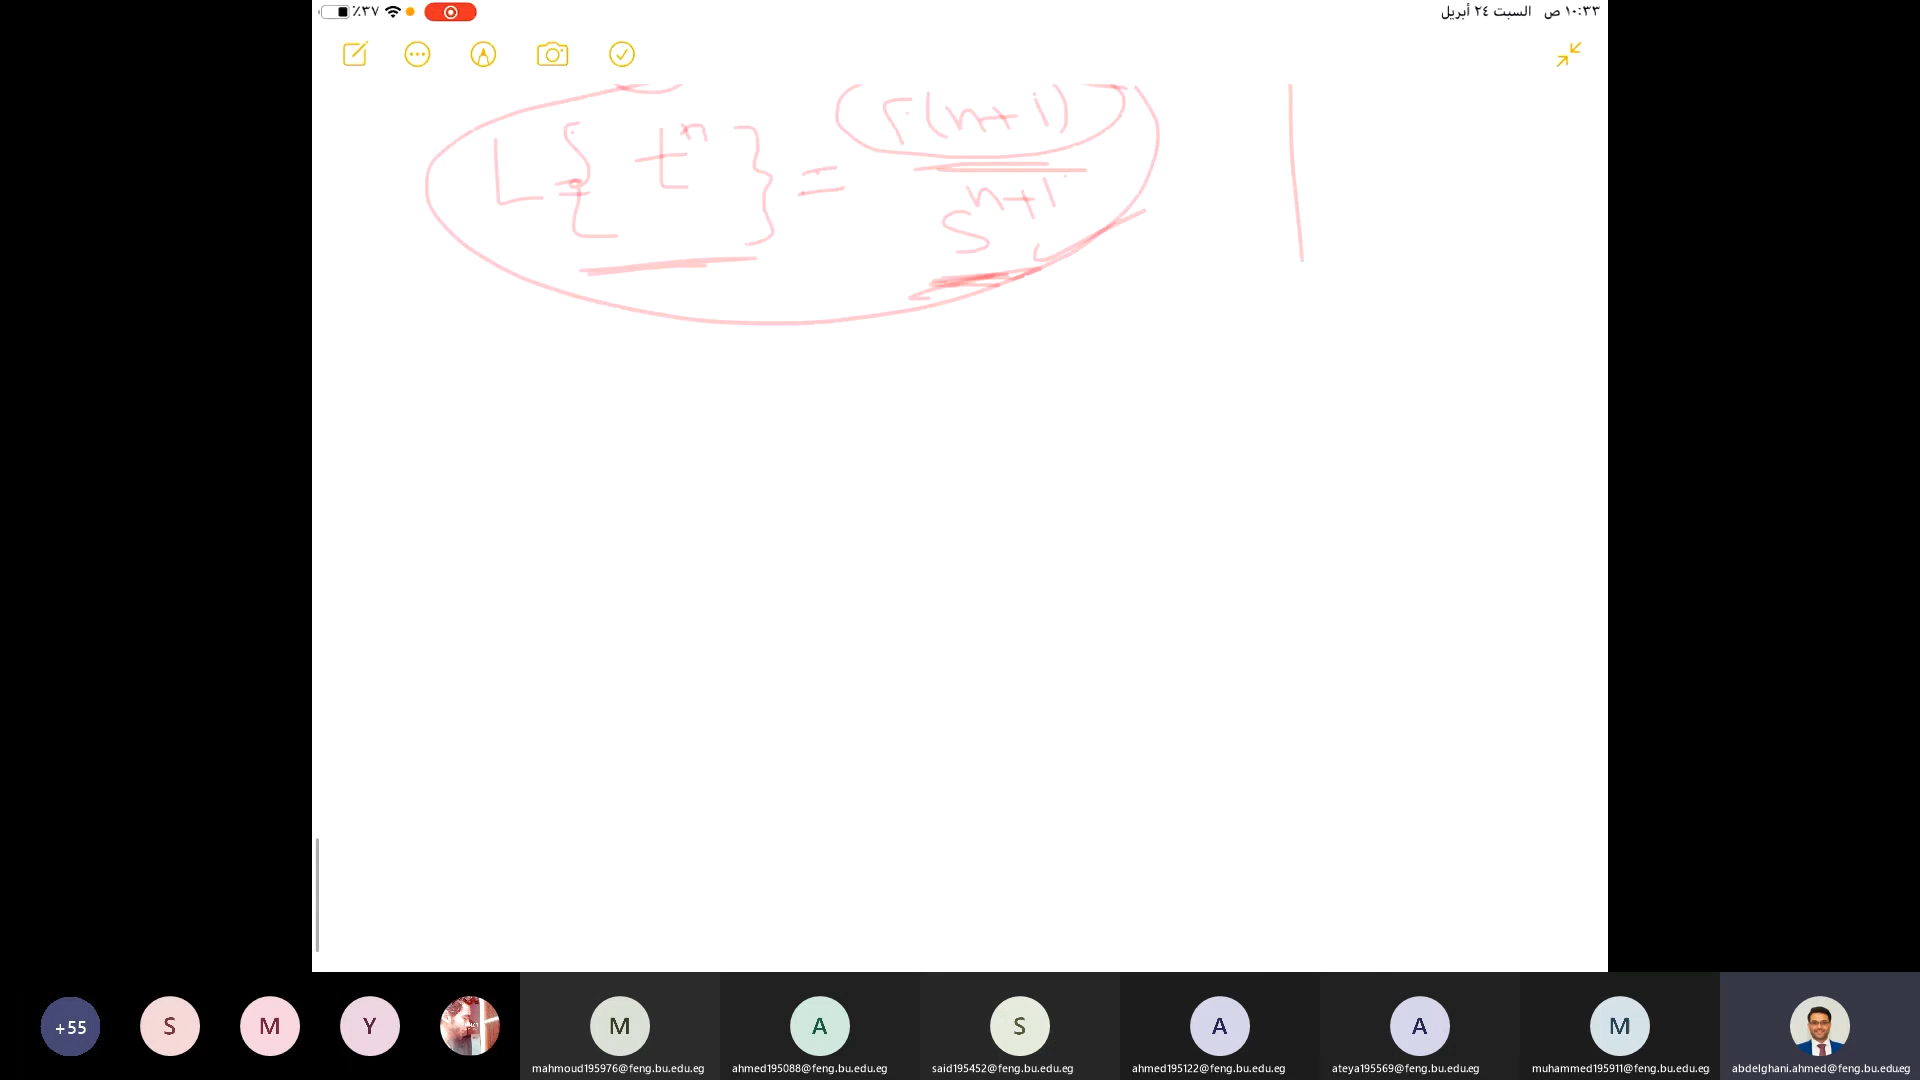 ٪٣٧ السبت ٢٤ أبريل ١٠:٣٣ ص
L{t^n} = Γ(n+1) / s^{n+1}
+55 S M Y M A S A A M
mahmoud195976@feng.bu.edu.eg ahmed195088@feng.bu.edu.eg said195452@feng.bu.edu.eg ahmed195122@feng.bu.edu.eg ateya195569@feng.bu.edu.eg muhammed195911@feng.bu.edu.eg abdelghani.ahmed@feng.bu.edu.eg